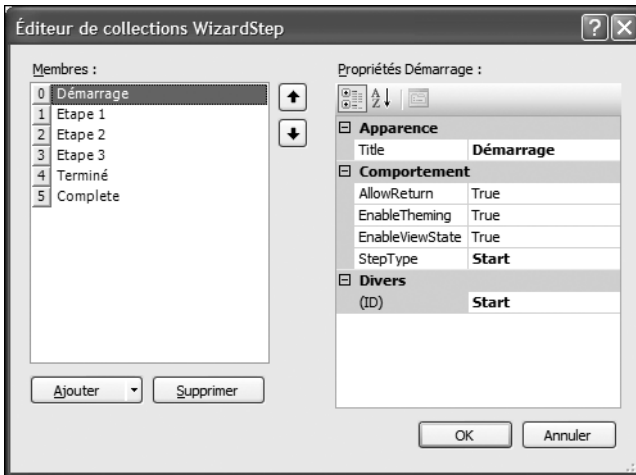 Éditeur de collections WizardStep
Membres :
0 Démarrage
1 Etape 1
2 Etape 2
3 Etape 3
4 Terminé
5 Complete
Ajouter
Supprimer
Propriétés Démarrage :
Apparence
Title Démarrage
Comportement
AllowReturn True
EnableTheming True
EnableViewState True
StepType Start
Divers
(ID) Start
OK
Annuler